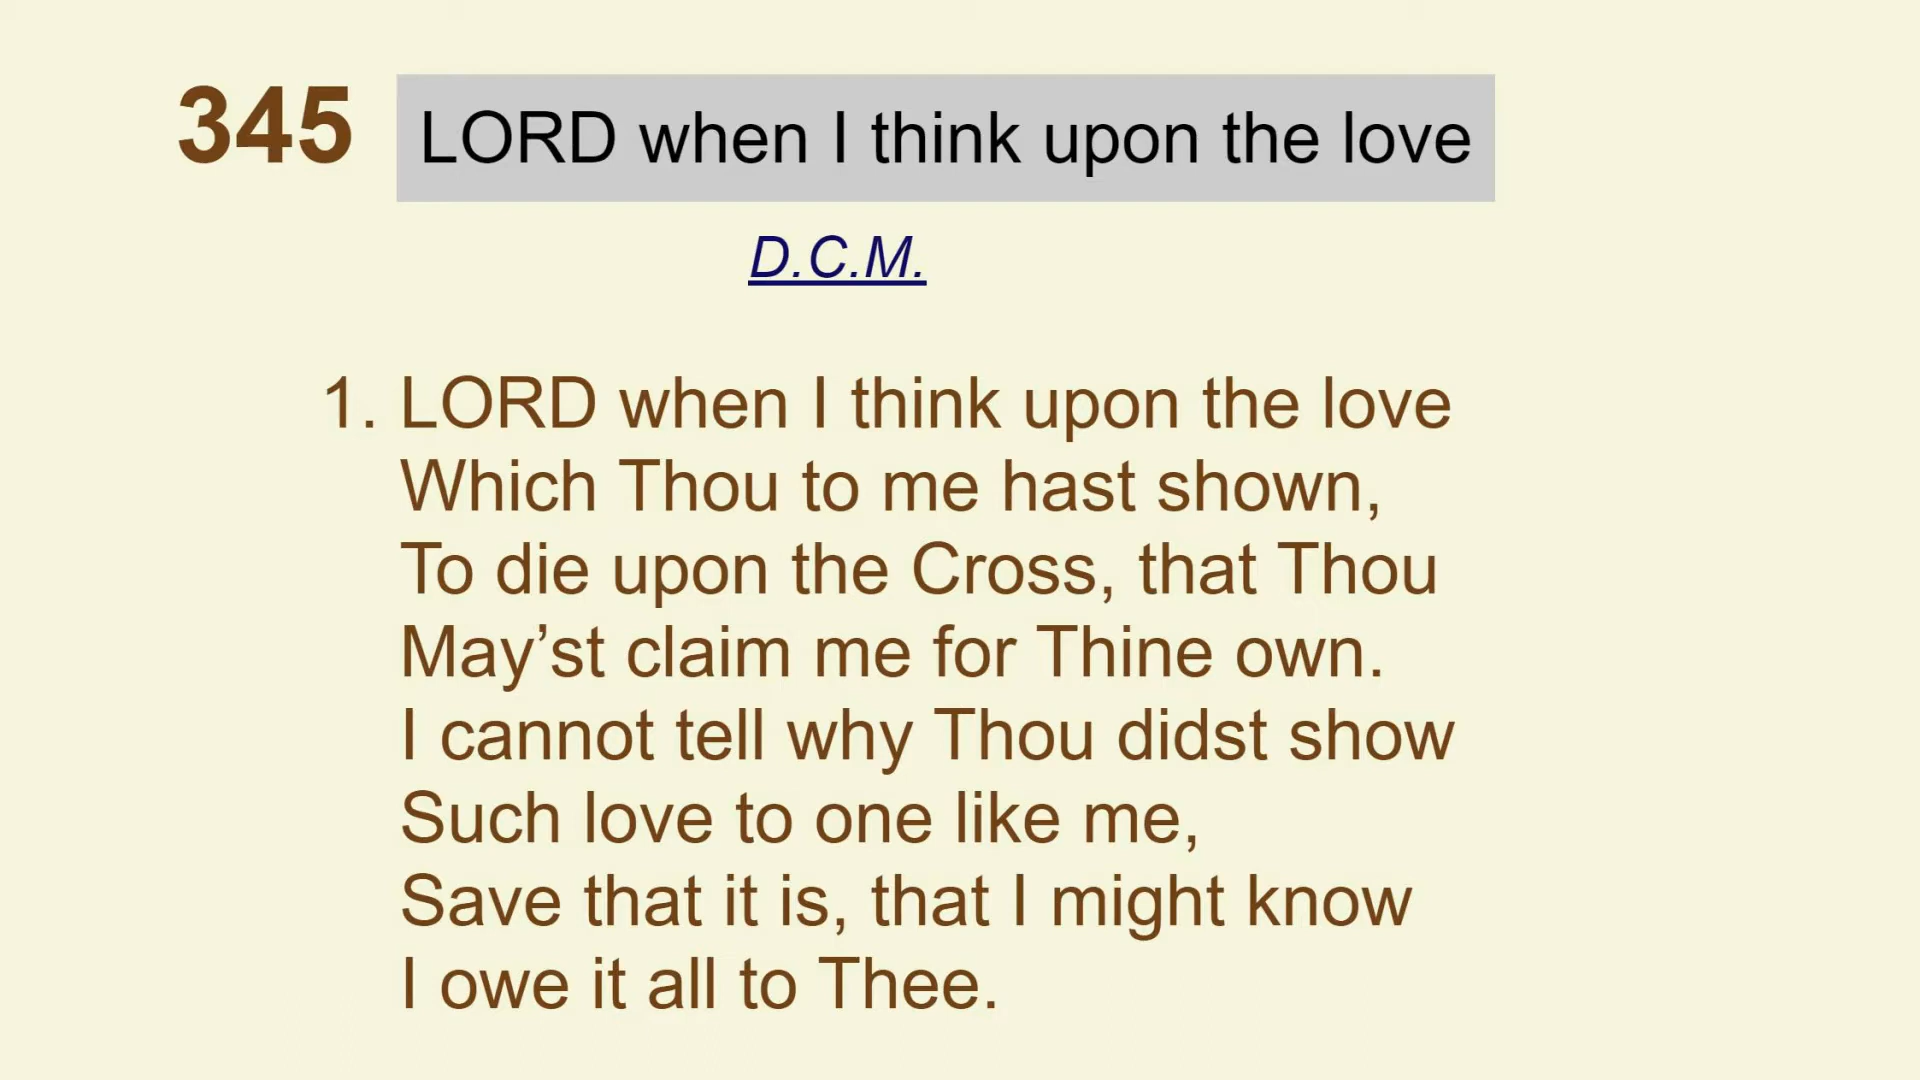 345 LORD when I think upon the love
D.C.M.
1. LORD when I think upon the love
Which Thou to me hast shown,
To die upon the Cross, that Thou
May’st claim me for Thine own.
I cannot tell why Thou didst show
Such love to one like me,
Save that it is, that I might know
I owe it all to Thee.